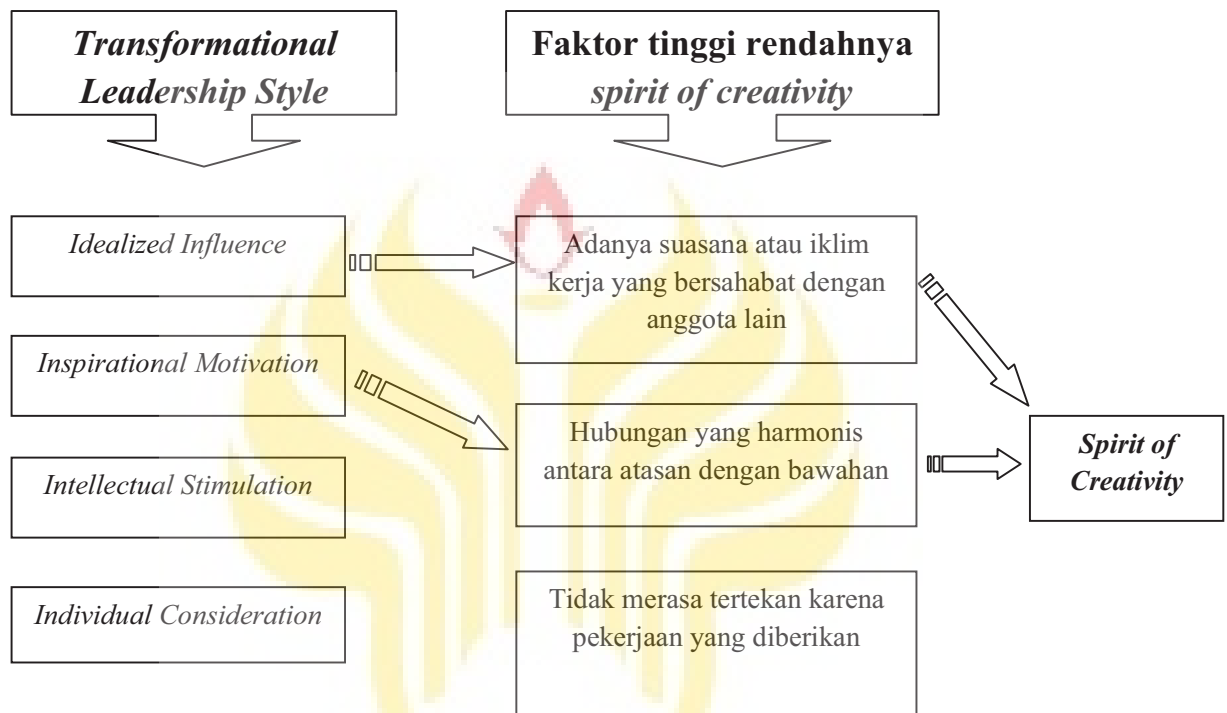 Transformational
Leadership Style
Faktor tinggi rendahnya
spirit of creativity
Idealized Influence
Adanya suasana atau iklim
kerja yang bersahabat dengan
anggota lain
Inspirational Motivation
Hubungan yang harmonis
antara atasan dengan bawahan
Spirit of
Creativity
Intellectual Stimulation
Individual Consideration
Tidak merasa tertekan karena
pekerjaan yang diberikan